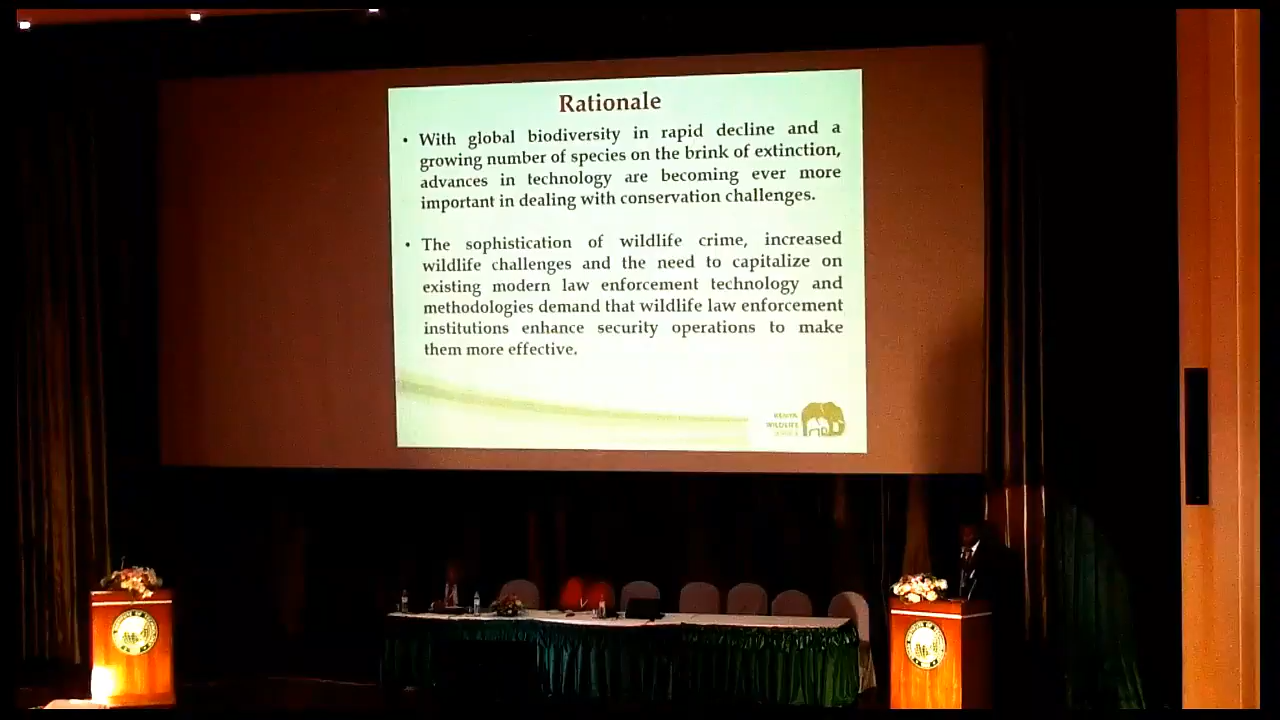 Rationale
• With global biodiversity in rapid decline and a
growing number of species on the brink of extinction,
advances in technology are becoming ever more
important in dealing with conservation challenges.
• The sophistication of wildlife crime, increased
wildlife challenges and the need to capitalize on
existing modern law enforcement technology and
methodologies demand that wildlife law enforcement
institutions enhance security operations to make
them more effective.
KENYA
WILDLIFE